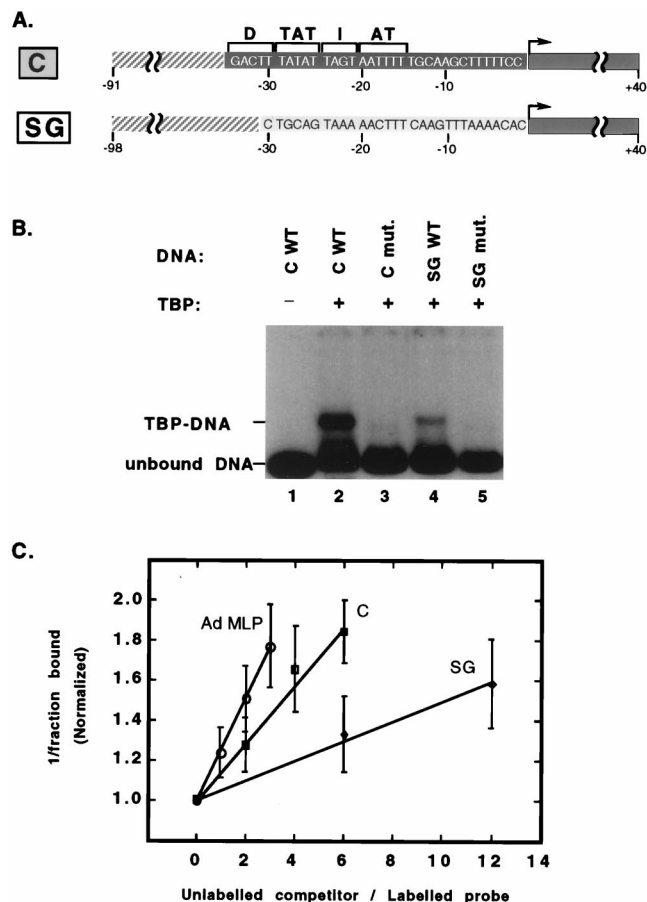 A.
D TAT I AT
C GACTT TATAT TAGT AATTTT TGCAAGCTTTTTCC
-91 -30 -20 -10 +40
SG C TGCAG TAAA AACTTT CAAGTTTAAAACAC
-98 -30 -20 -10 +40
B.
DNA: C WT C WT C mut. SG WT SG mut.
TBP: – + + + +
TBP-DNA
unbound DNA
1 2 3 4 5
C.
1/fraction bound
(Normalized)
2.0
1.8
1.6
1.4
1.2
1.0
Ad MLP
C
SG
0 2 4 6 8 10 12 14
Unlabelled competitor / Labelled probe